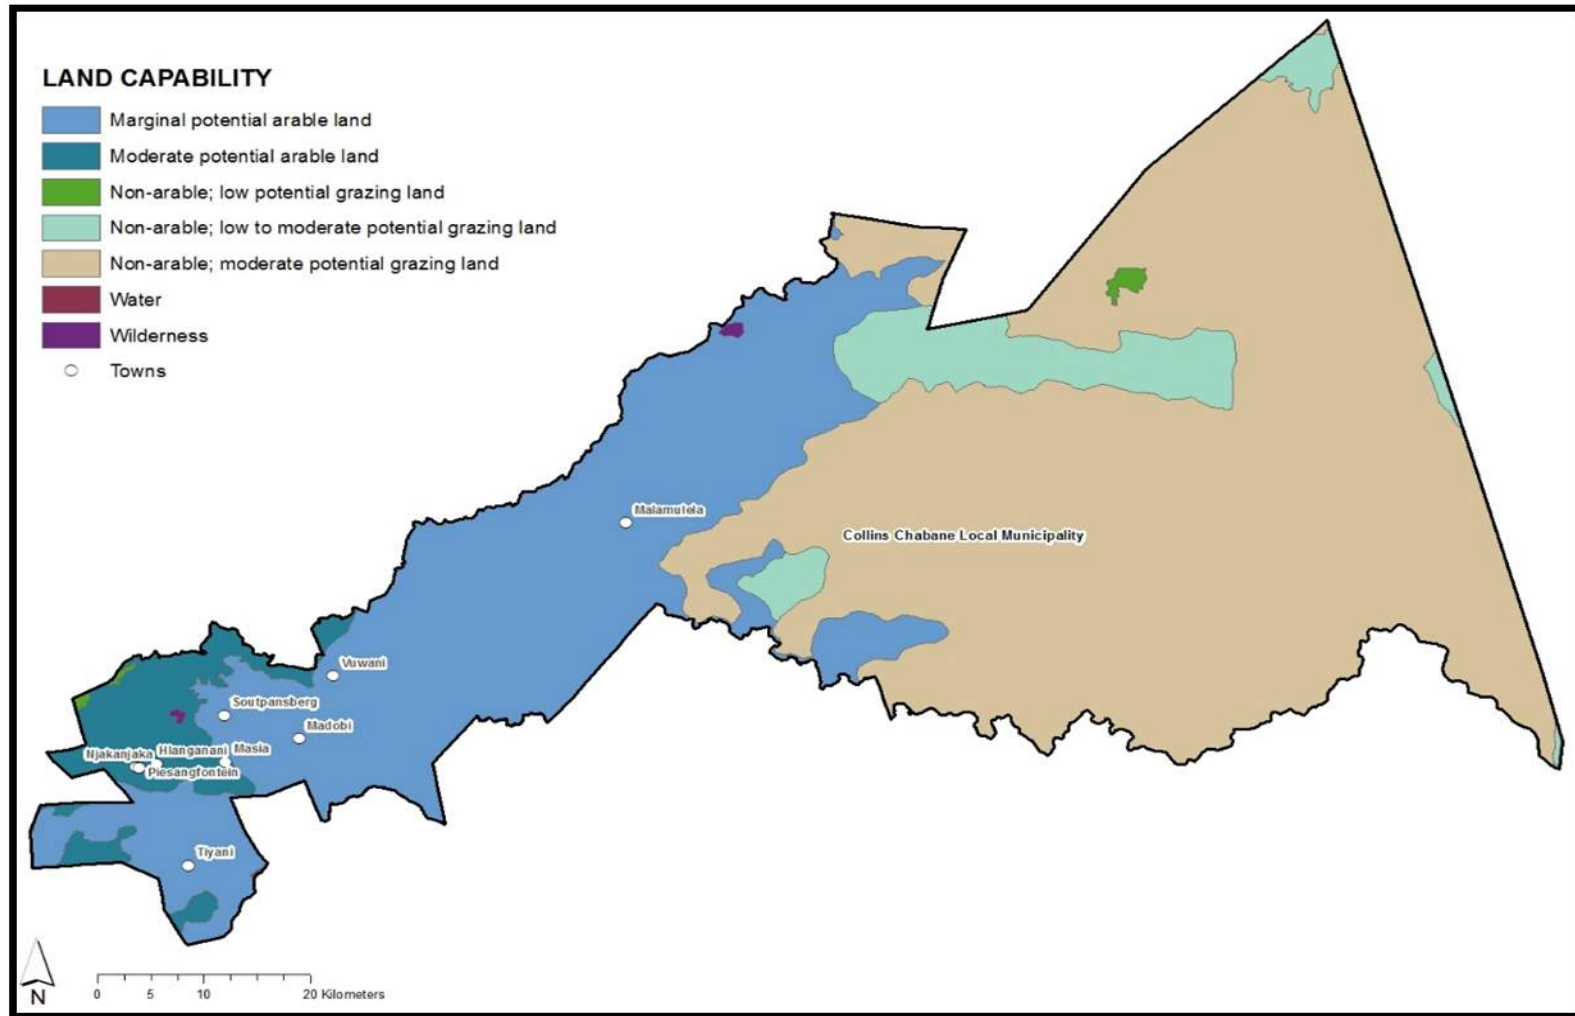 LAND CAPABILITY
Marginal potential arable land
Moderate potential arable land
Non-arable; low potential grazing land
Non-arable; low to moderate potential grazing land
Non-arable; moderate potential grazing land
Water
Wilderness
Towns
Malamulela
Collins Chabane Local Municipality
Vuwani
Soutpansberg
Madobi
Njakanjaka
Hlanganani
Masia
Piesangfontein
Tiyani
N
0 5 10 20 Kilometers